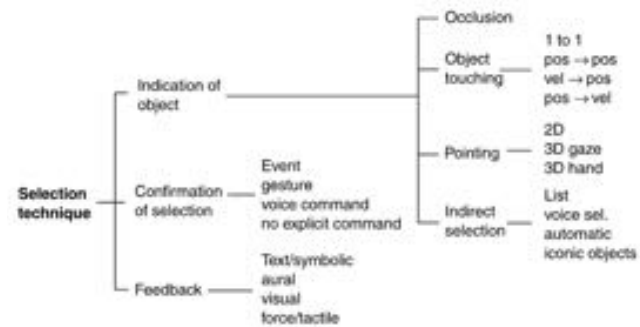 Selection
technique
Indication of
object
Occlusion
Object
touching
1 to 1
pos → pos
vel → pos
pos → vel
Pointing
2D
3D gaze
3D hand
Indirect
selection
List
voice sel.
automatic
iconic objects
Confirmation
of selection
Event
gesture
voice command
no explicit command
Feedback
Text/symbolic
aural
visual
force/tactile